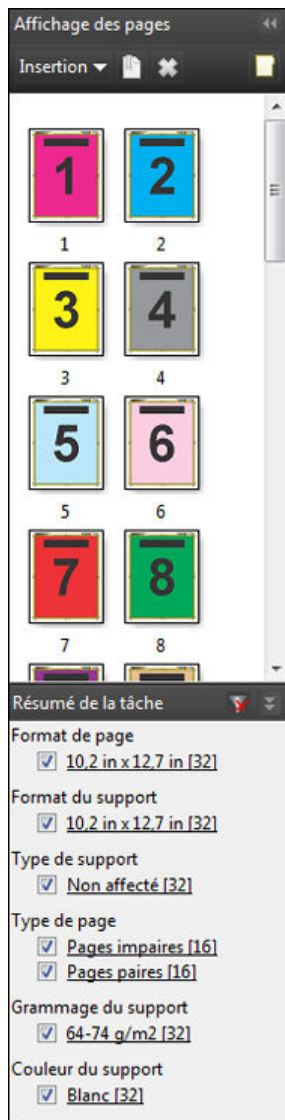 Affichage des pages
Insertion
1 2
1 2
3 4
3 4
5 6
5 6
7 8
7 8
Résumé de la tâche
Format de page
10,2 in x 12,7 in [32]
Format du support
10,2 in x 12,7 in [32]
Type de support
Non affecté [32]
Type de page
Pages impaires [16]
Pages paires [16]
Grammage du support
64-74 g/m2 [32]
Couleur du support
Blanc [32]